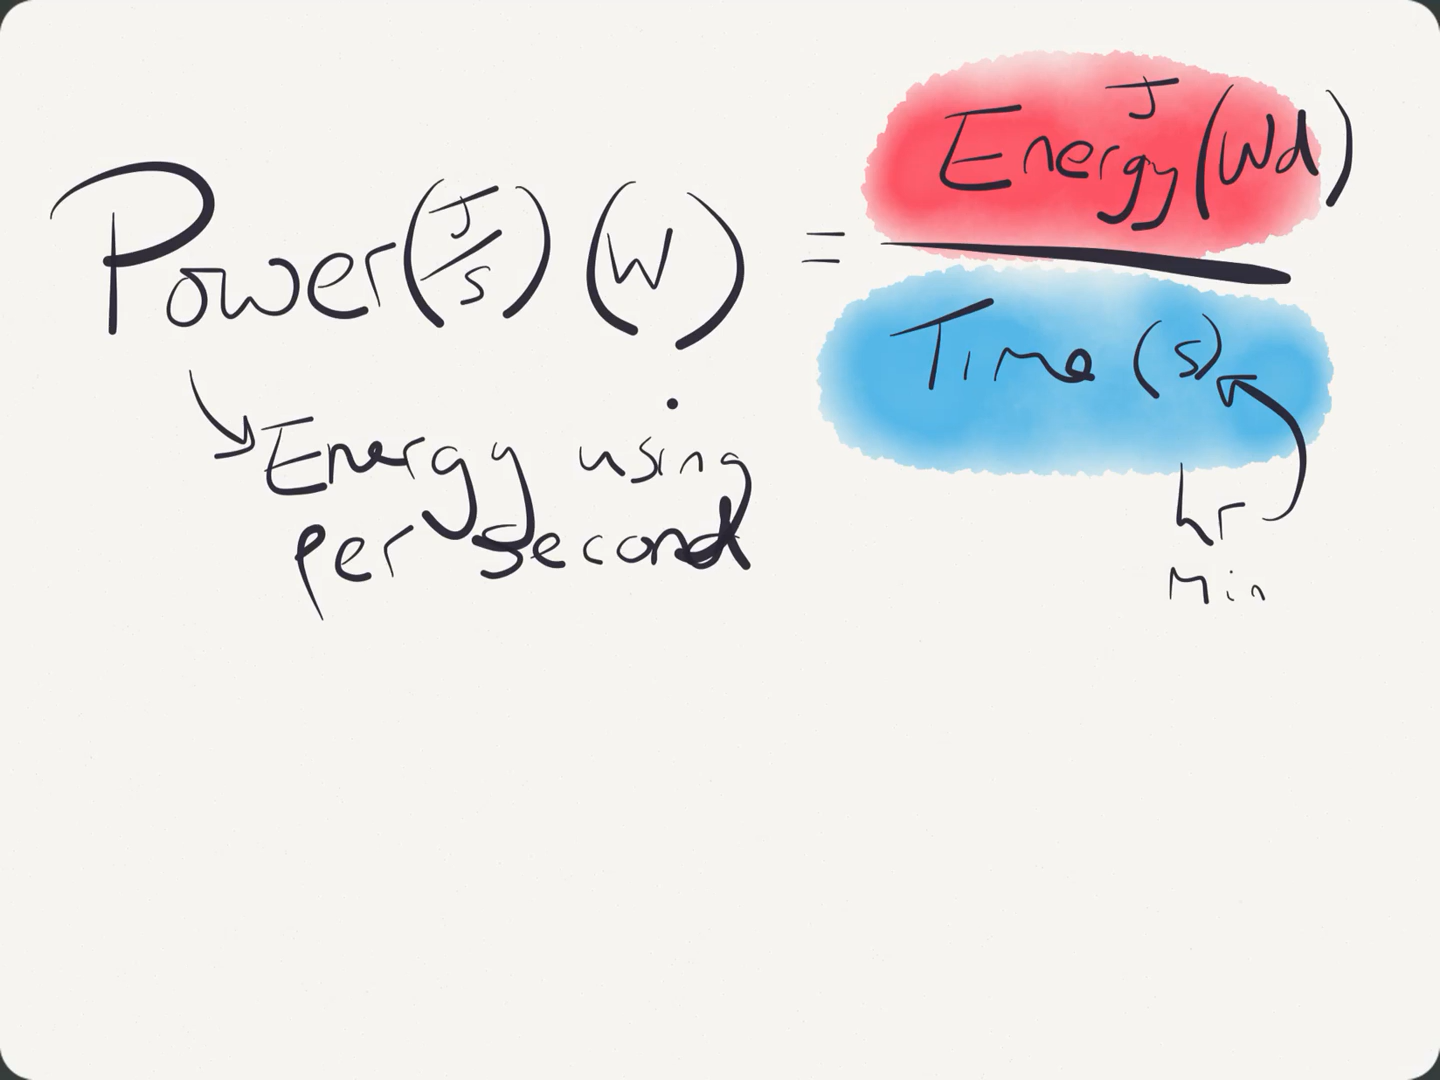 Power (J/s) (W) = Energy J (Wd) / Time (s)
Energy using
per second
hr
Min